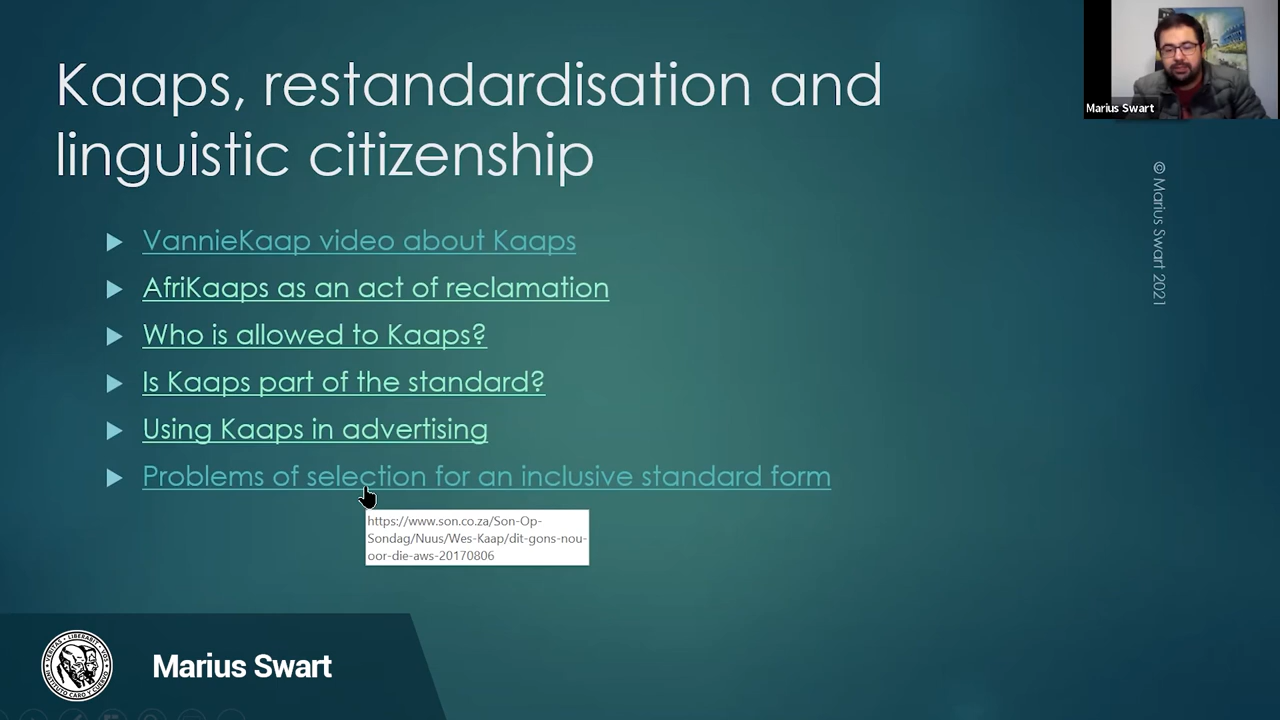 Kaaps, restandardisation and
linguistic citizenship
VannieKaap video about Kaaps
AfriKaaps as an act of reclamation
Who is allowed to Kaaps?
Is Kaaps part of the standard?
Using Kaaps in advertising
Problems of selection for an inclusive standard form
https://www.son.co.za/Son-Op-
Sondag/Nuus/Wes-Kaap/dit-gons-nou-
oor-die-aws-20170806
Marius Swart
© Marius Swart 2021
Marius Swart